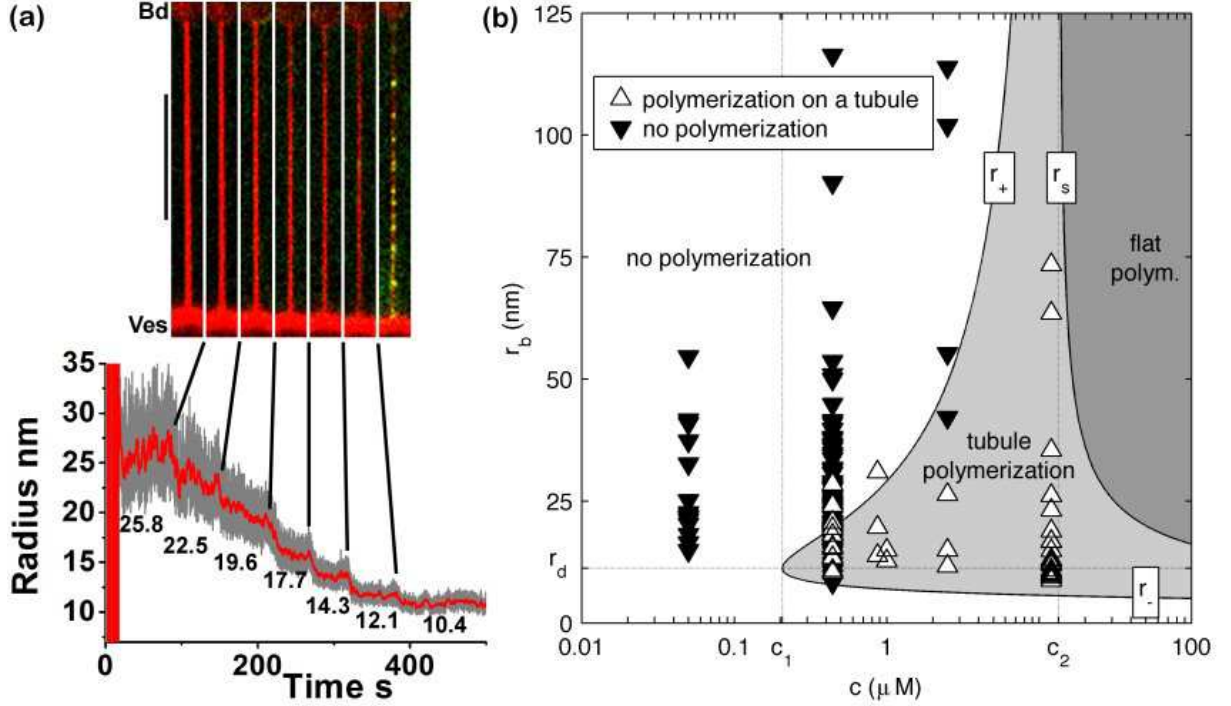 (a)
Bd
Ves
Radius nm
35
30
25
20
15
10
25.8
22.5
19.6
17.7
14.3
12.1
10.4
0
200
400
Time s
(b)
125
100
75
50
25
r_d
0
r_b (nm)
△ polymerization on a tubule
▼ no polymerization
no polymerization
r_+
r_s
flat
polym.
tubule
polymerization
r_-
0.01
0.1
c_1
1
c_2
100
c (μ M)